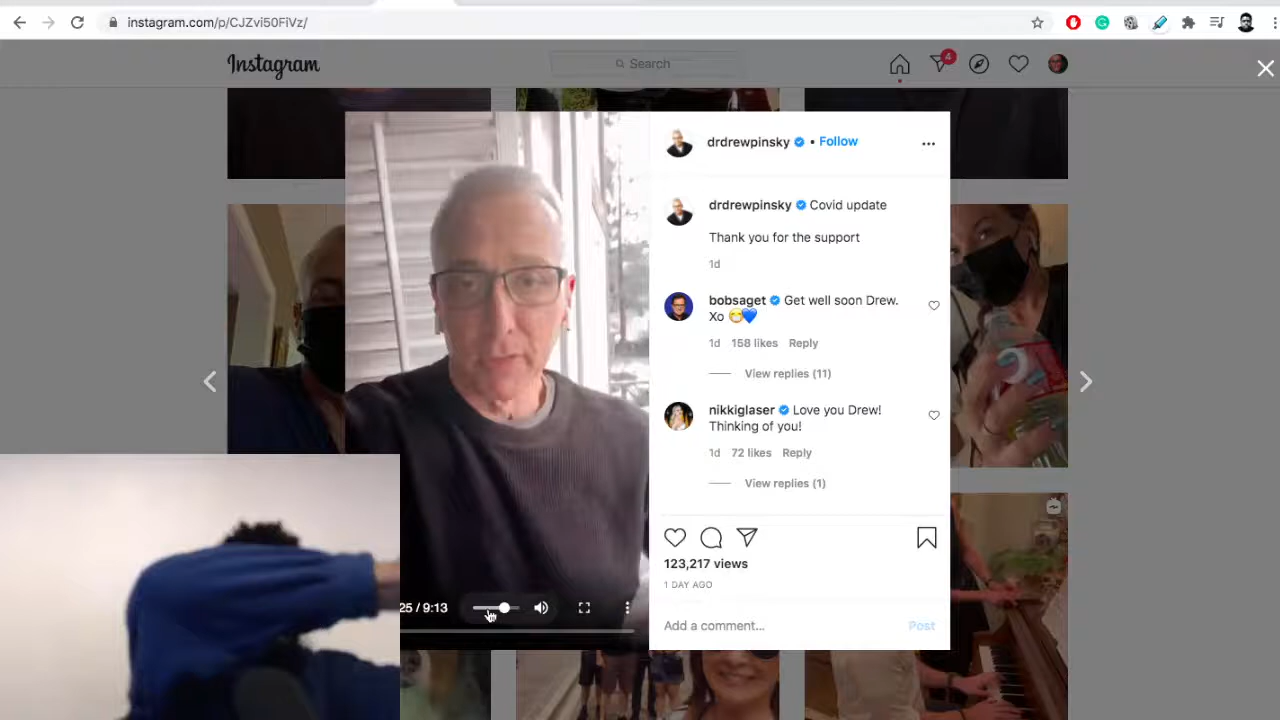 instagram.com/p/CJZvi50FiVz/
Instagram
Search
4
drdrewpinsky • Follow
drdrewpinsky Covid update
Thank you for the support
1d
bobsaget Get well soon Drew.
Xo 😁💙
1d 158 likes Reply
View replies (11)
nikkiglaser Love you Drew!
Thinking of you!
1d 72 likes Reply
View replies (1)
25 / 9:13
123,217 views
1 DAY AGO
Add a comment...
Post